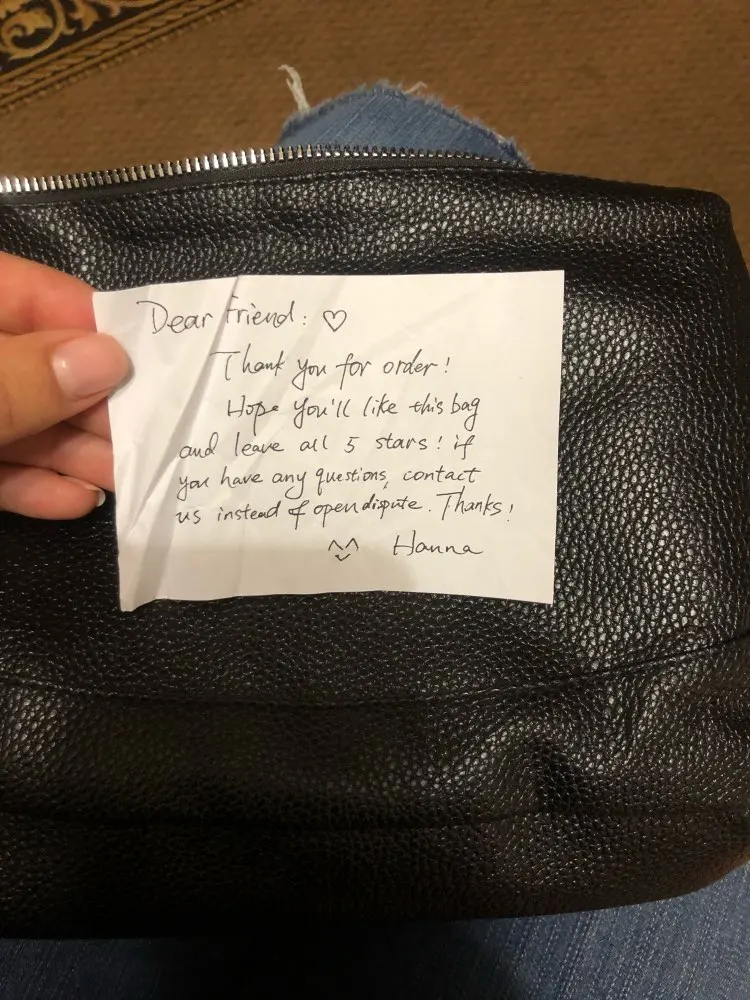 Dear Friend: ♡
Thank you for order!
Hope you'll like this bag
and leave all 5 stars! if
you have any questions, contact
us instead of open dispute. Thanks!
Hanna